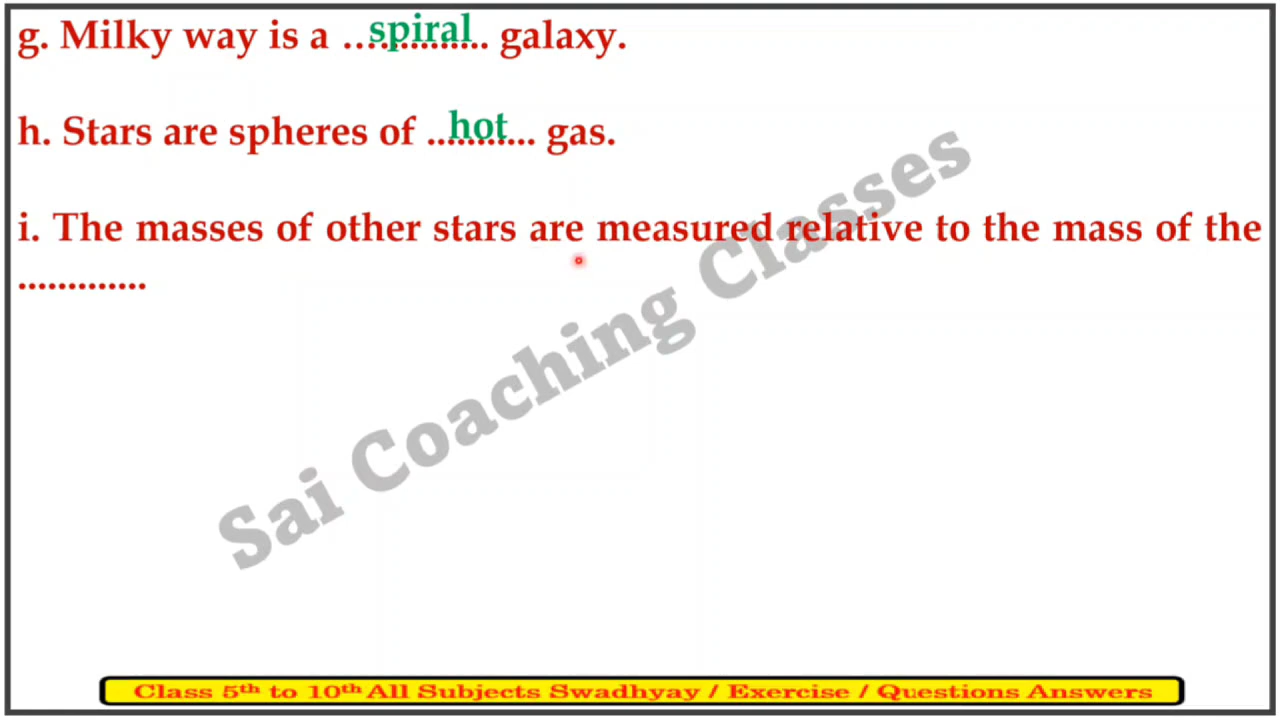 g. Milky way is a ...spiral... galaxy.
h. Stars are spheres of ...hot... gas.
i. The masses of other stars are measured relative to the mass of the
.............
Sai Coaching Classes
Class 5th to 10th All Subjects Swadhyay / Exercise / Questions Answers